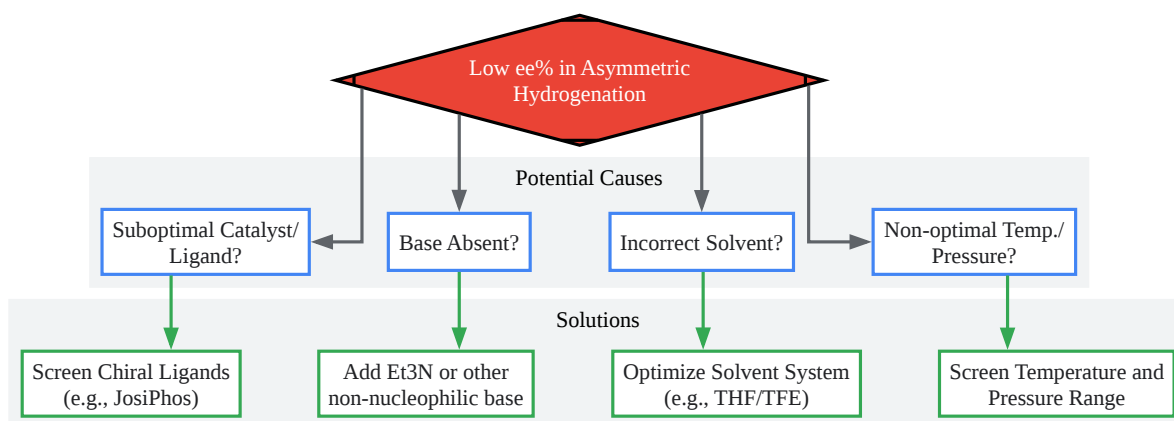 Low ee% in Asymmetric
Hydrogenation
Potential Causes
Suboptimal Catalyst/
Ligand?
Base Absent?
Incorrect Solvent?
Non-optimal Temp./
Pressure?
Solutions
Screen Chiral Ligands
(e.g., JosiPhos)
Add Et3N or other
non-nucleophilic base
Optimize Solvent System
(e.g., THF/TFE)
Screen Temperature and
Pressure Range